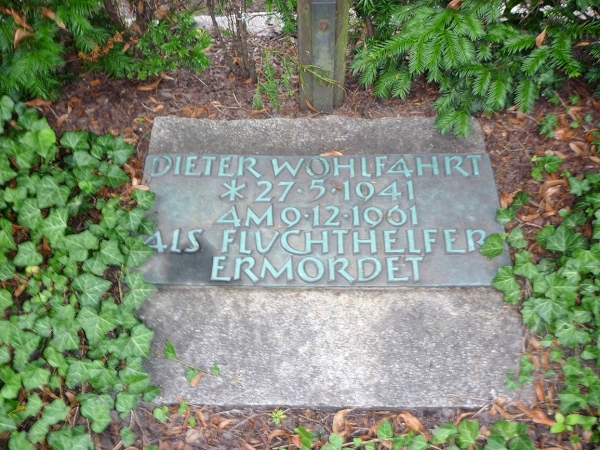 DIETER WOHLFAHRT
* 27·5·1941
AM 9·12·1961
ALS FLUCHTHELFER
ERMORDET